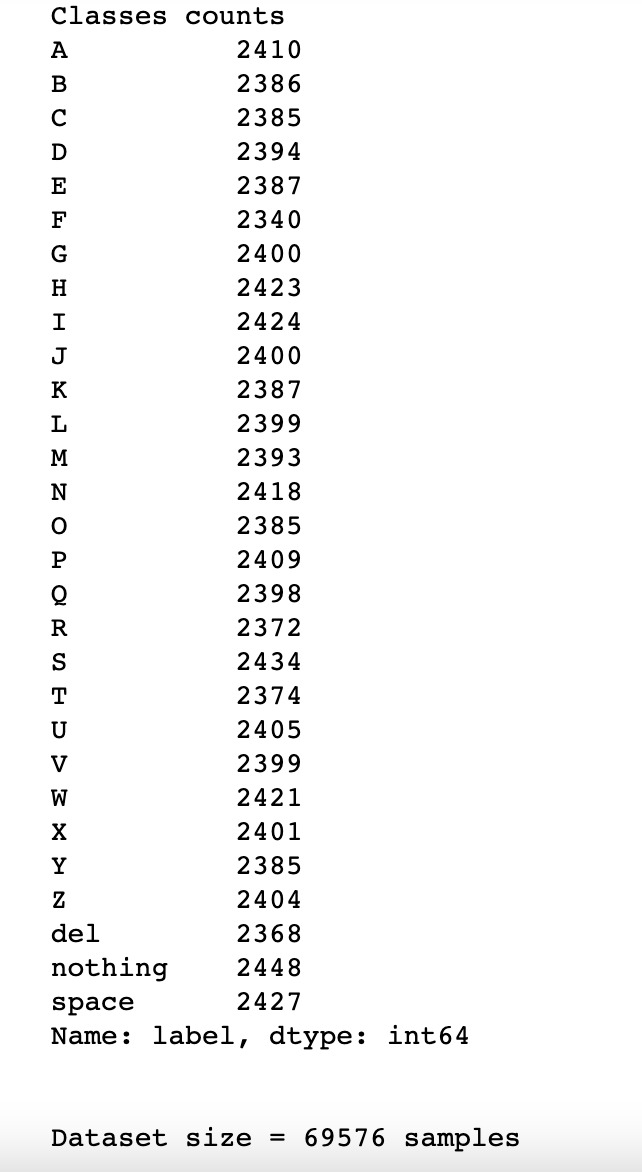 Classes counts
A 2410
B 2386
C 2385
D 2394
E 2387
F 2340
G 2400
H 2423
I 2424
J 2400
K 2387
L 2399
M 2393
N 2418
O 2385
P 2409
Q 2398
R 2372
S 2434
T 2374
U 2405
V 2399
W 2421
X 2401
Y 2385
Z 2404
del 2368
nothing 2448
space 2427
Name: label, dtype: int64
Dataset size = 69576 samples